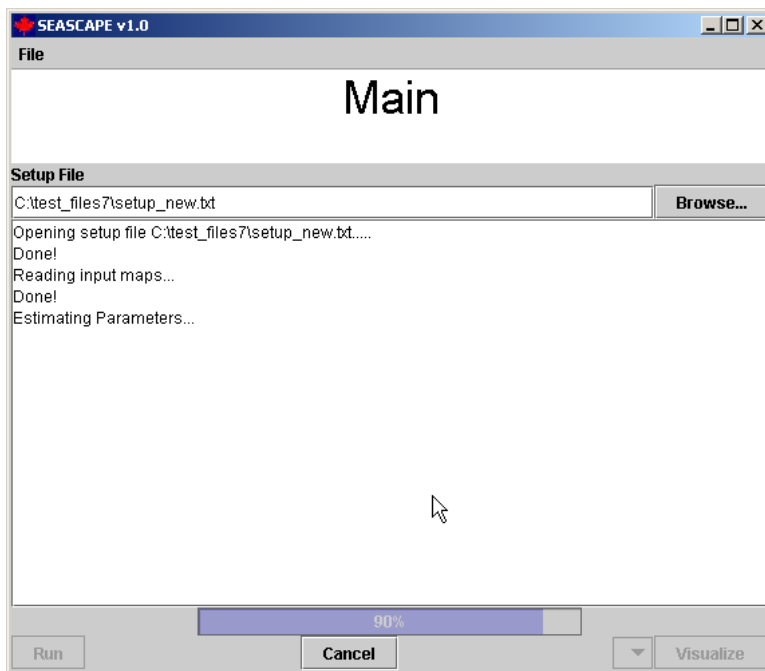 SEASCAPE v1.0
File
Main
Setup File
C:\test_files7\setup_new.txt
Browse...
Opening setup file C:\test_files7\setup_new.txt.....
Done!
Reading input maps...
Done!
Estimating Parameters...
90%
Run
Cancel
Visualize